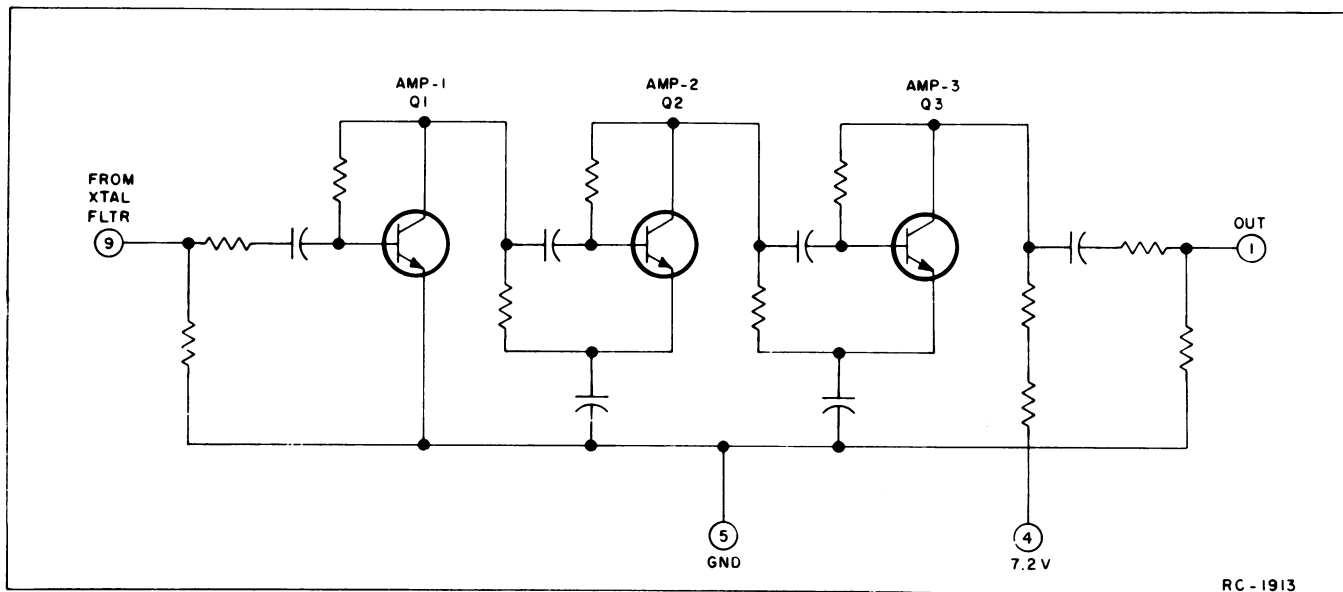 AMP-1
Q1
AMP-2
Q2
AMP-3
Q3
FROM
XTAL
FLTR
9
OUT
1
5
GND
4
7.2V
RC-1913